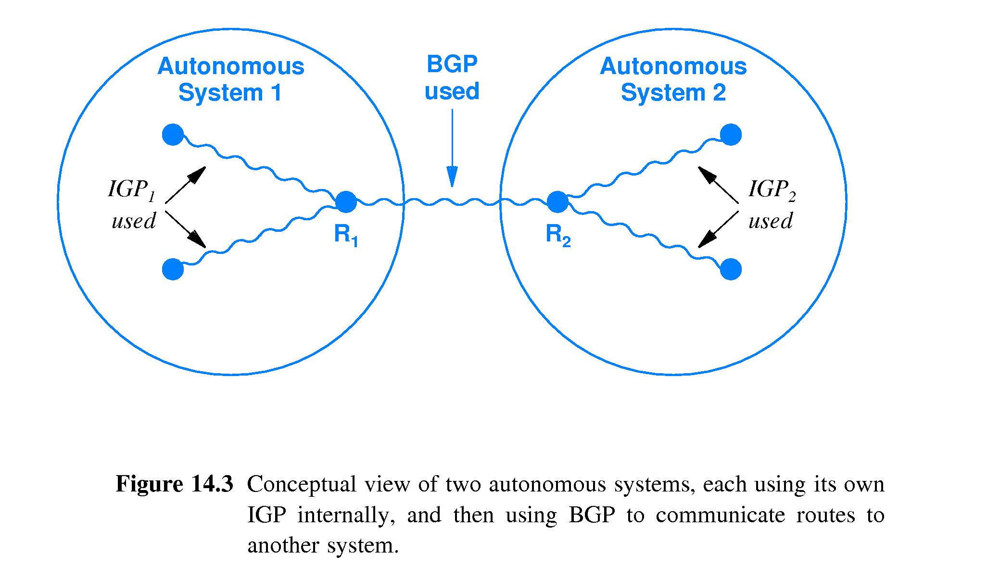 Autonomous
System 1
BGP
used
Autonomous
System 2
IGP1
used
IGP2
used
R1
R2
Figure 14.3 Conceptual view of two autonomous systems, each using its own
IGP internally, and then using BGP to communicate routes to
another system.